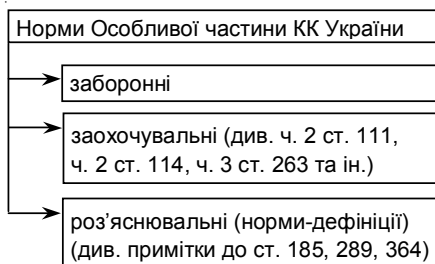 Норми Особливої частини КК України
заборонні
заохочувальні (див. ч. 2 ст. 111,
ч. 2 ст. 114, ч. 3 ст. 263 та ін.)
роз'яснювальні (норми-дефініції)
(див. примітки до ст. 185, 289, 364)